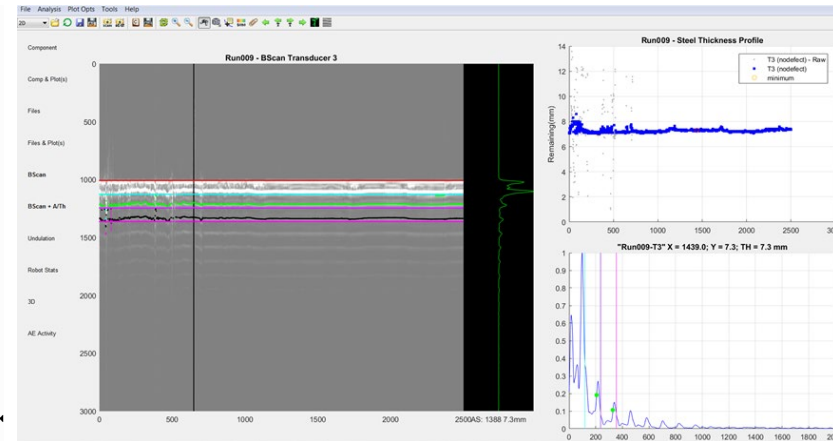 File Analysis Plot Opts Tools Help
2D
Component
Comp & Plot(s)
Files
Files & Plot(s)
BScan
BScan + A/Th
Undulation
Robot Stats
3D
AE Activity
Run009 - BScan Transducer 3
0
500
1000
1500
2000
2500
3000
0 500 1000 1500 2000 2500AS: 1388 7.3mm
Run009 - Steel Thickness Profile
Remaining(mm)
14
12
10
8
6
4
2
0
0 500 1000 1500 2000 2500
T3 (nodefect) - Raw
T3 (nodefect)
minimum
"Run009-T3" X = 1439.0; Y = 7.3; TH = 7.3 mm
1
0.9
0.8
0.7
0.6
0.5
0.4
0.3
0.2
0.1
0
0 200 400 600 800 1000 1200 1400 1600 1800